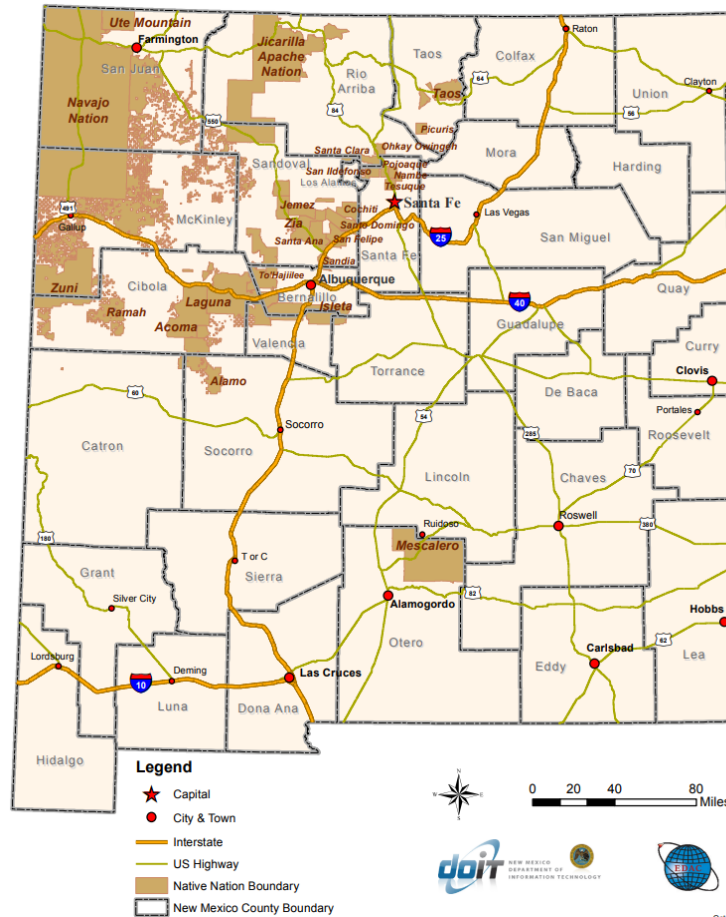 Ute Mountain
Farmington
San Juan
Jicarilla
Apache
Nation
Rio
Arriba
Taos
Colfax
Raton
64
Clayton
Union
56
Navajo
Nation
550
64
Taos
Picuris
Ohkay Owingeh
Santa Clara
Sandoval
Pojoaque
Nambe
Tesuque
San Ildefonso
Los Alamos
Mora
Harding
491
Gallup
McKinley
Jemez
Zia
Cochiti
Santo Domingo
Santa Ana
San Felipe
Sandia
Santa Fe
Santa Fe
25
Las Vegas
San Miguel
Zuni
Cibola
Ramah
Laguna
Acoma
To'Hajiilee
Albuquerque
Bernalillo
Isleta
40
Guadalupe
Quay
Valencia
Alamo
Torrance
Curry
Clovis
De Baca
Portales
Roosevelt
60
Catron
Socorro
Socorro
54
285
70
Lincoln
Chaves
Roswell
380
Ruidoso
Mescalero
180
Grant
T or C
Sierra
Silver City
Alamogordo
82
Otero
Hobbs
62
Carlsbad
Eddy
Lea
Lordsburg
10
Deming
Luna
Las Cruces
Dona Ana
Hidalgo
Legend
Capital
City & Town
Interstate
US Highway
Native Nation Boundary
New Mexico County Boundary
N
W
E
S
0 20 40 80
Miles
doit
NEW MEXICO
DEPARTMENT OF
INFORMATION TECHNOLOGY
EDAC